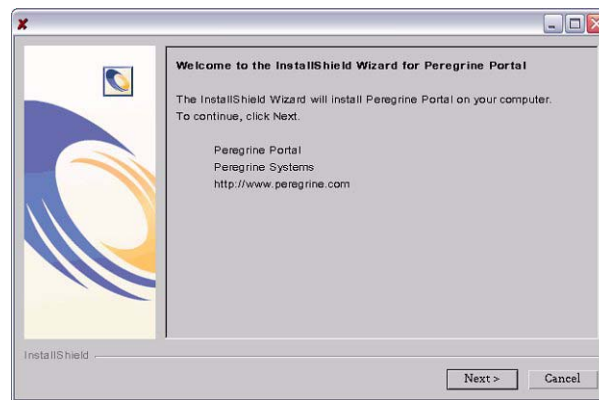 Welcome to the InstallShield Wizard for Peregrine Portal
The InstallShield Wizard will install Peregrine Portal on your computer.
To continue, click Next.
Peregrine Portal
Peregrine Systems
http://www.peregrine.com
InstallShield
Next >
Cancel